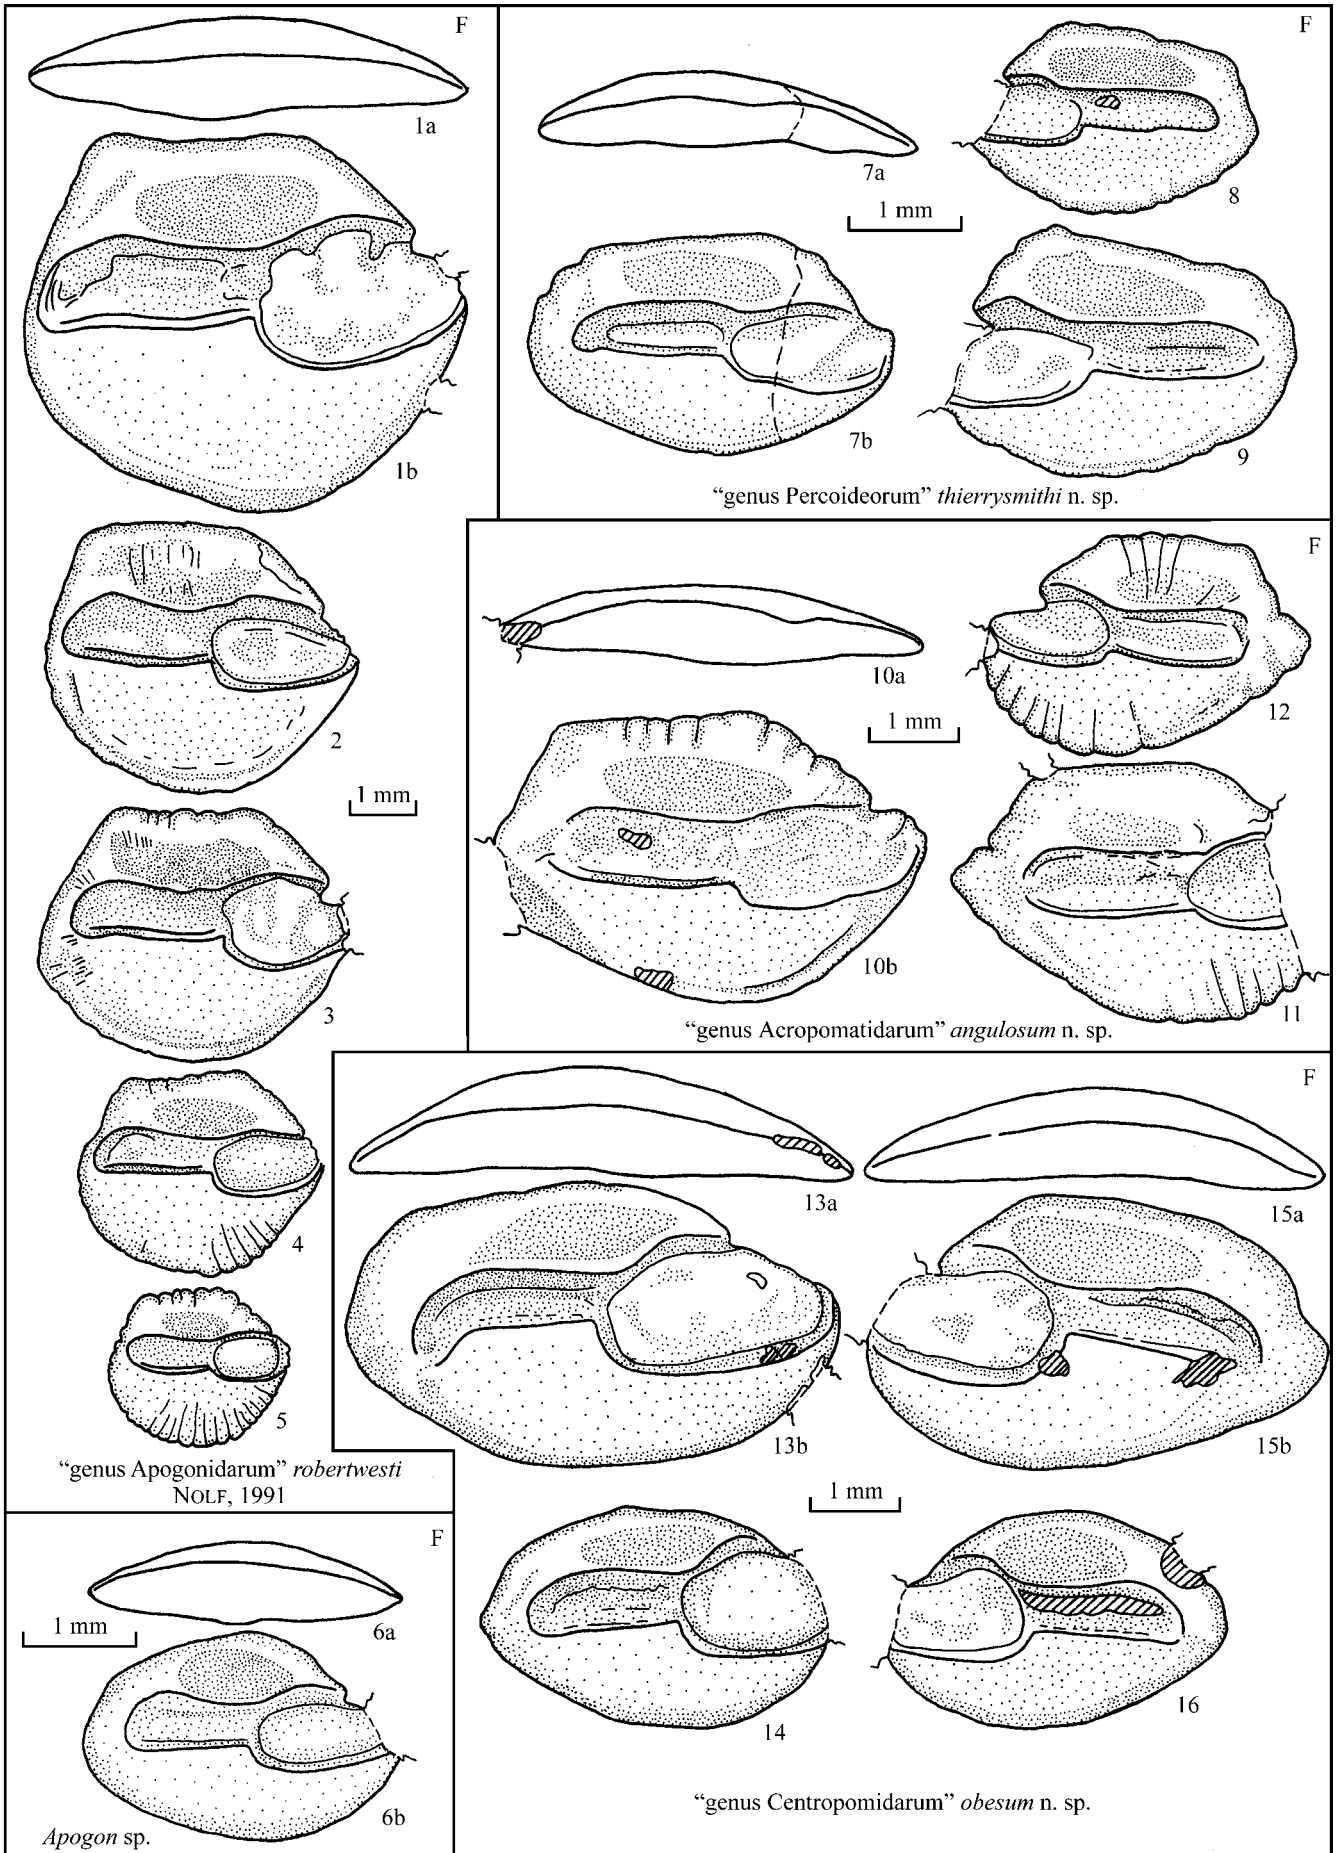 F
1a
1b
2
1 mm
3
4
5
“genus Apogonidarum” robertwesti
NOLF, 1991
F
1 mm
6a
6b
Apogon sp.
F
7a
8
1 mm
7b
9
“genus Percoideorum” thierrysmithi n. sp.
F
10a
12
1 mm
10b
11
“genus Acropomatidarum” angulosum n. sp.
F
13a
15a
13b
15b
1 mm
14
16
“genus Centropomidarum” obesum n. sp.